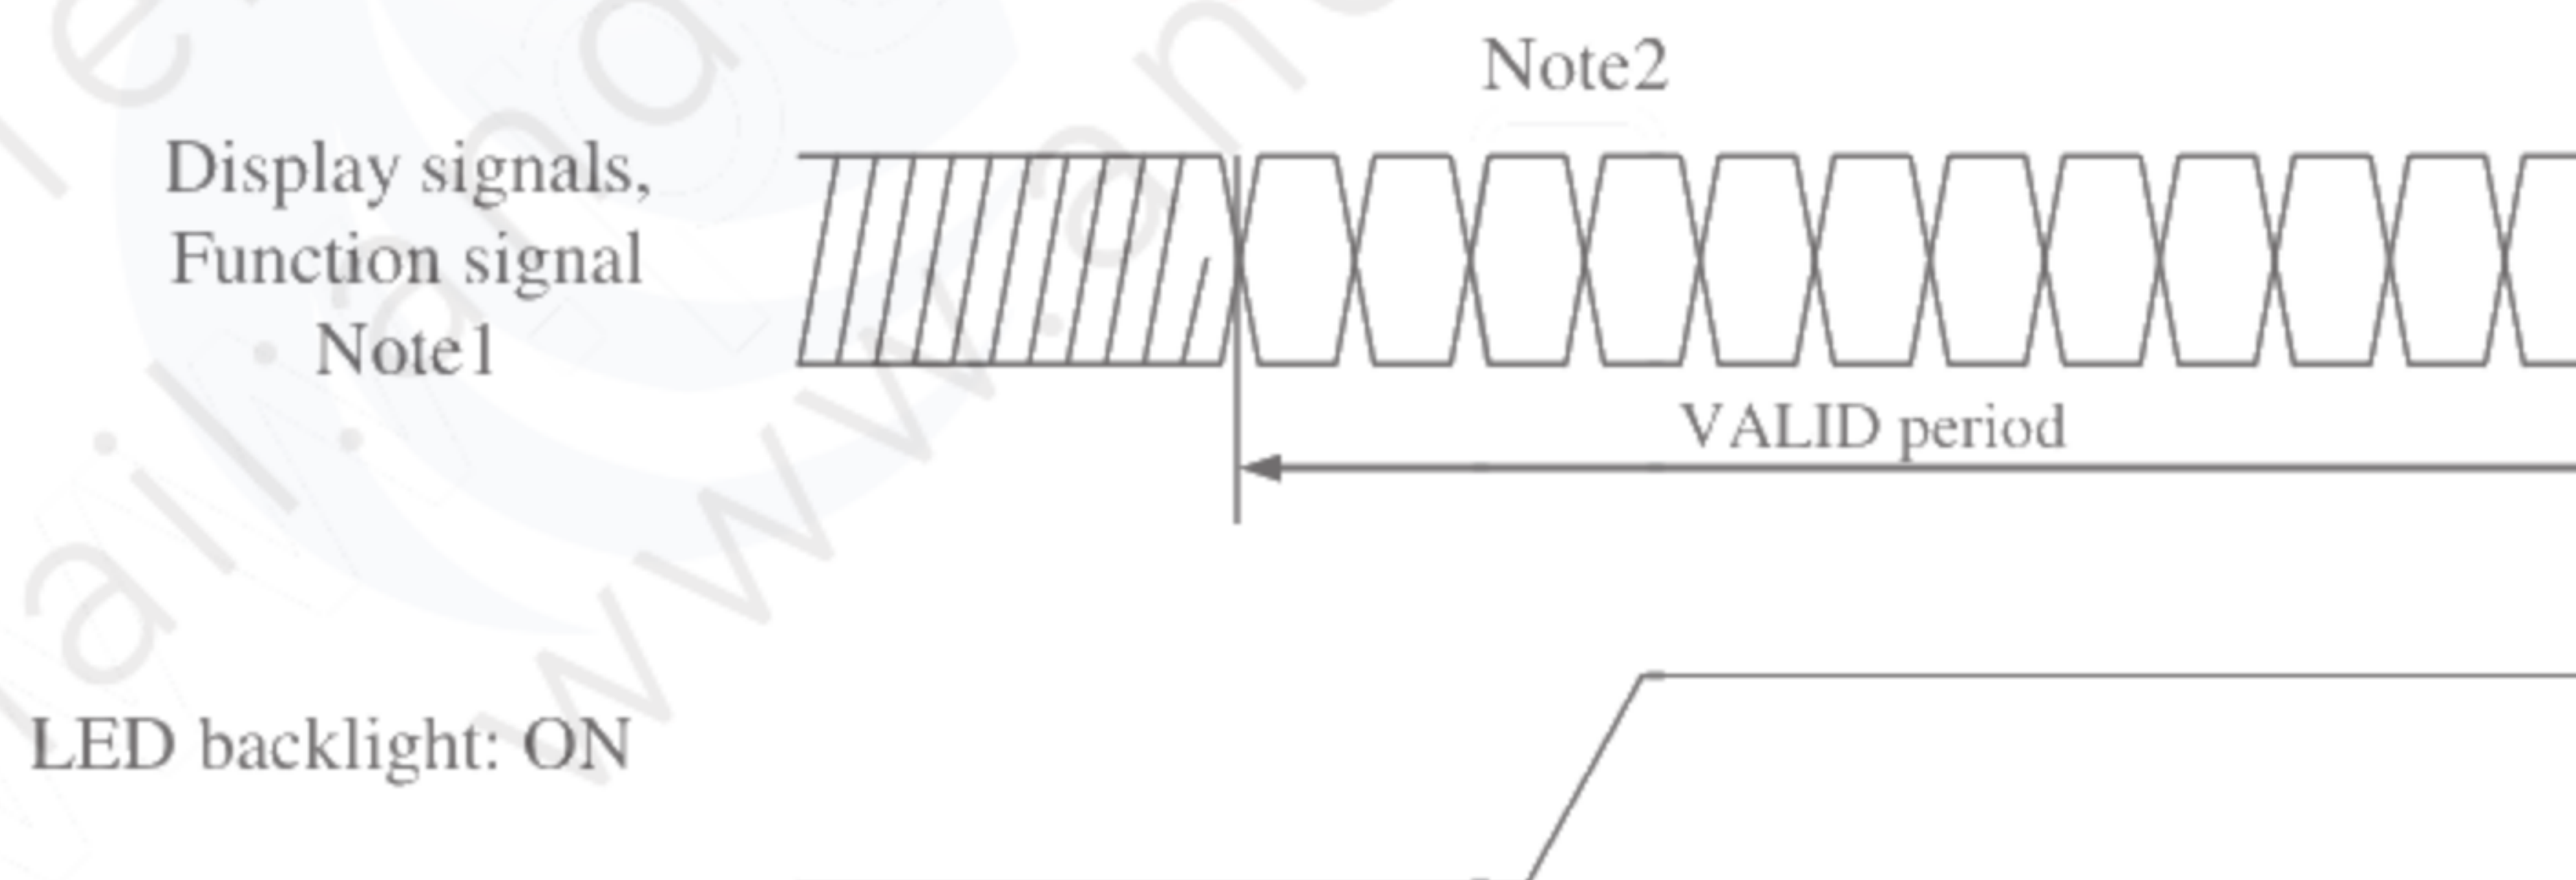 Note2
Display signals,
Function signal
Note1
VALID period
LED backlight: ON